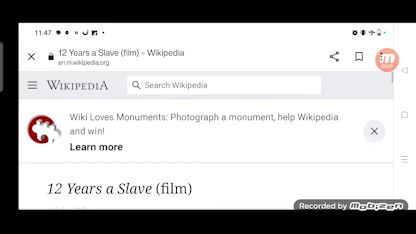 11:47
12 Years a Slave (film) - Wikipedia
en.m.wikipedia.org
WIKIPEDIA
Search Wikipedia
Wiki Loves Monuments: Photograph a monument, help Wikipedia
and win!
Learn more
12 Years a Slave (film)
Recorded by mobizen